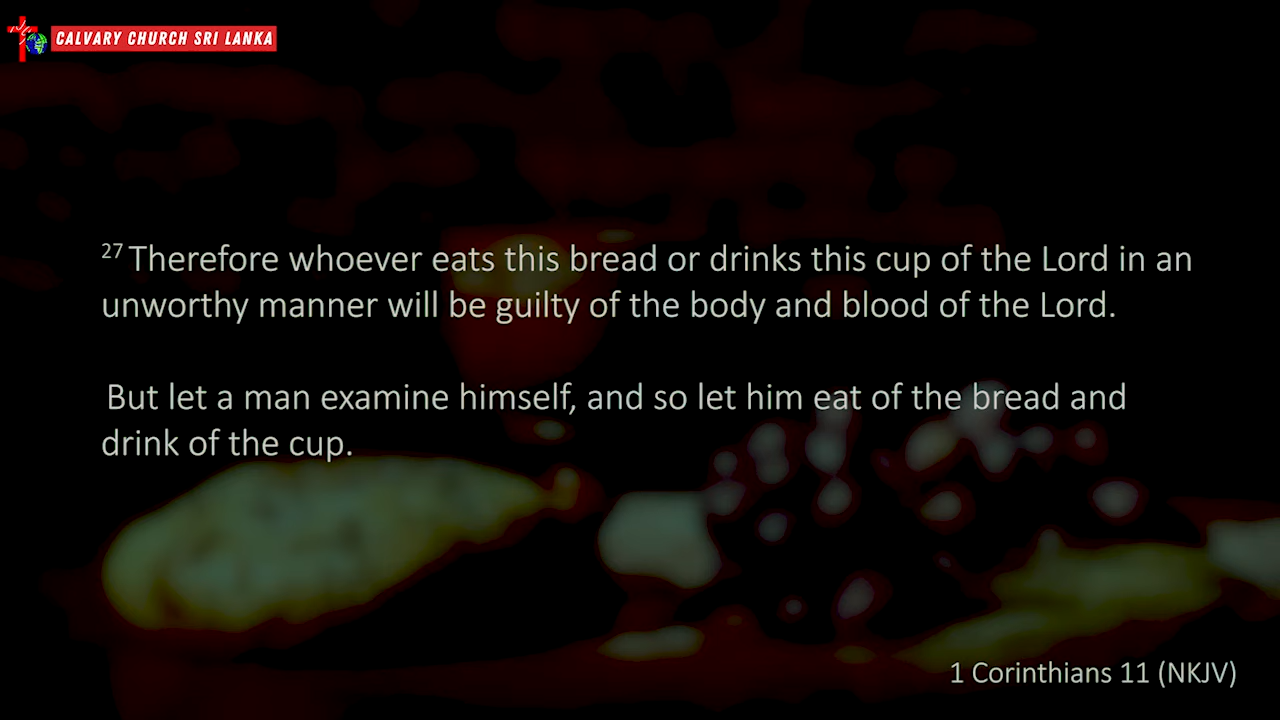 CALVARY CHURCH SRI LANKA
27 Therefore whoever eats this bread or drinks this cup of the Lord in an
unworthy manner will be guilty of the body and blood of the Lord.
But let a man examine himself, and so let him eat of the bread and
drink of the cup.
1 Corinthians 11 (NKJV)